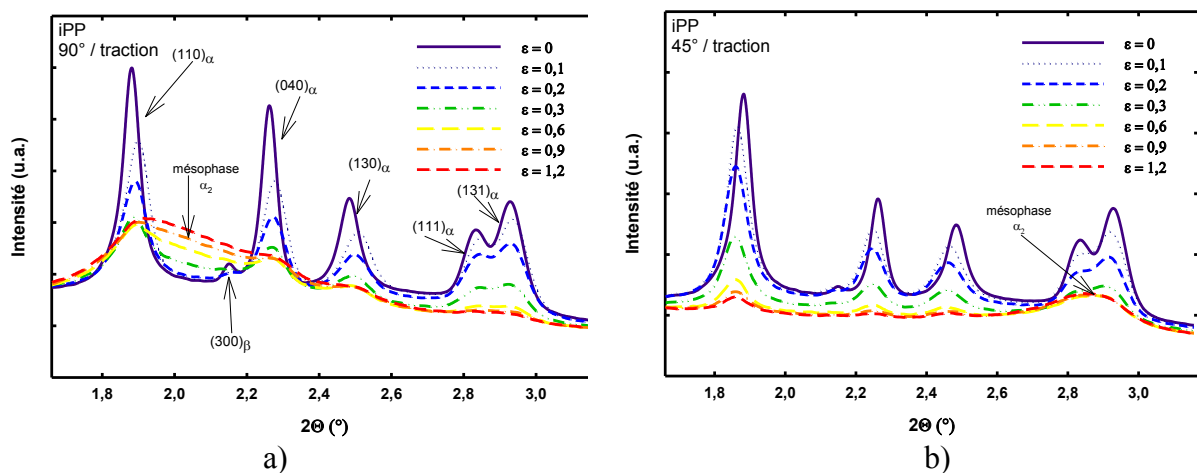 iPP
90° / traction
(110)α
(040)α
mésophase
α2
(130)α
(111)α
(131)α
(300)β
ε = 0
ε = 0,1
ε = 0,2
ε = 0,3
ε = 0,6
ε = 0,9
ε = 1,2
Intensité (u.a.)
1,8 2,0 2,2 2,4 2,6 2,8 3,0
2Θ (°)
a)
iPP
45° / traction
ε = 0
ε = 0,1
ε = 0,2
ε = 0,3
ε = 0,6
ε = 0,9
ε = 1,2
mésophase
α2
Intensité (u.a.)
1,8 2,0 2,2 2,4 2,6 2,8 3,0
2Θ (°)
b)